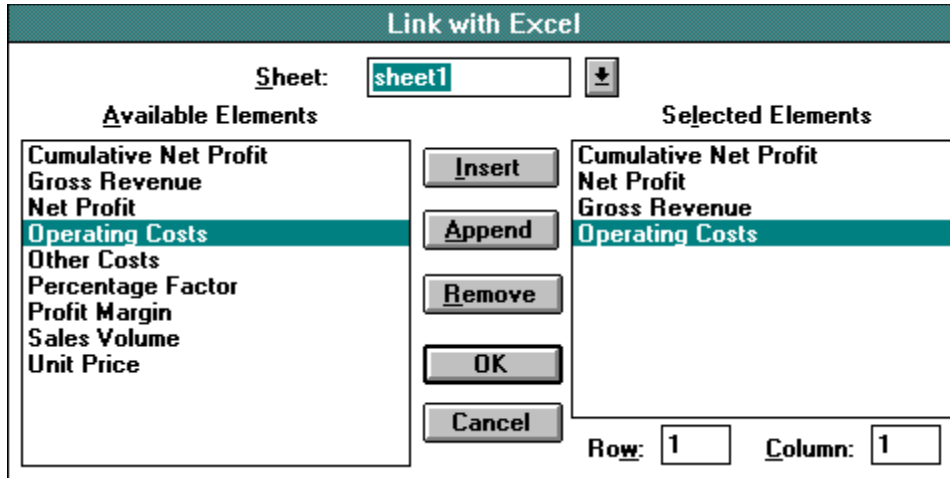 Link with Excel
Sheet: sheet1
Available Elements
Cumulative Net Profit
Gross Revenue
Net Profit
Operating Costs
Other Costs
Percentage Factor
Profit Margin
Sales Volume
Unit Price
Insert
Append
Remove
OK
Cancel
Selected Elements
Cumulative Net Profit
Net Profit
Gross Revenue
Operating Costs
Row: 1 Column: 1